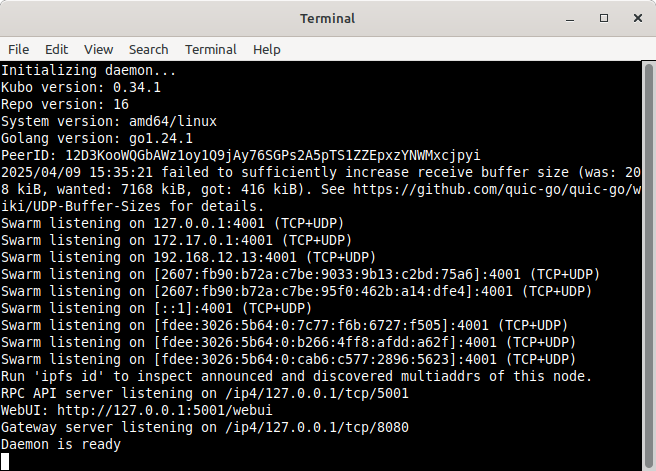 Terminal
File Edit View Search Terminal Help
Initializing daemon...
Kubo version: 0.34.1
Repo version: 16
System version: amd64/linux
Golang version: go1.24.1
PeerID: 12D3KooWQGbAWz1oy1Q9jAy76SGPs2A5pTS1ZZEpxzYNWMxcjpyi
2025/04/09 15:35:21 failed to sufficiently increase receive buffer size (was: 20
8 kiB, wanted: 7168 kiB, got: 416 kiB). See https://github.com/quic-go/quic-go/w
iki/UDP-Buffer-Sizes for details.
Swarm listening on 127.0.0.1:4001 (TCP+UDP)
Swarm listening on 172.17.0.1:4001 (TCP+UDP)
Swarm listening on 192.168.12.13:4001 (TCP+UDP)
Swarm listening on [2607:fb90:b72a:c7be:9033:9b13:c2bd:75a6]:4001 (TCP+UDP)
Swarm listening on [2607:fb90:b72a:c7be:95f0:462b:a14:dfe4]:4001 (TCP+UDP)
Swarm listening on [::1]:4001 (TCP+UDP)
Swarm listening on [fdee:3026:5b64:0:7c77:f6b:6727:f505]:4001 (TCP+UDP)
Swarm listening on [fdee:3026:5b64:0:b266:4ff8:afdd:a62f]:4001 (TCP+UDP)
Swarm listening on [fdee:3026:5b64:0:cab6:c577:2896:5623]:4001 (TCP+UDP)
Run 'ipfs id' to inspect announced and discovered multiaddrs of this node.
RPC API server listening on /ip4/127.0.0.1/tcp/5001
WebUI: http://127.0.0.1:5001/webui
Gateway server listening on /ip4/127.0.0.1/tcp/8080
Daemon is ready